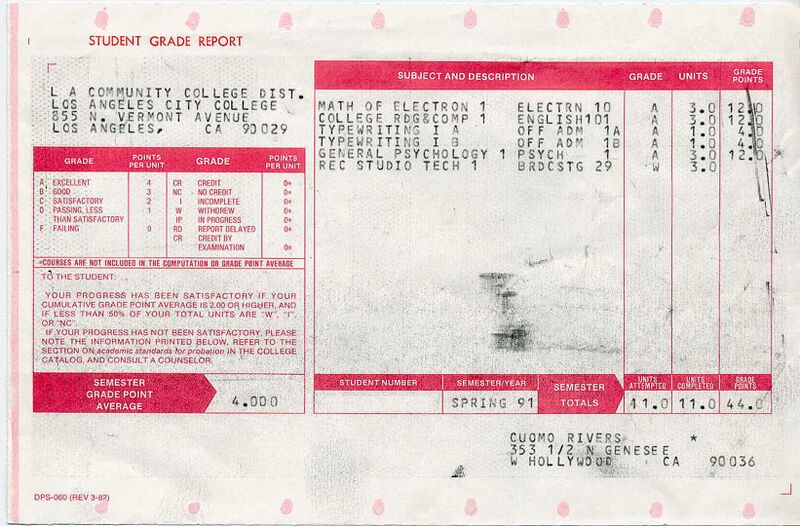 STUDENT GRADE REPORT
L A COMMUNITY COLLEGE DIST.
LOS ANGELES CITY COLLEGE
855 N. VERMONT AVENUE
LOS ANGELES, CA 90029
GRADE POINTS PER UNIT GRADE POINTS PER UNIT
A EXCELLENT 4 CR CREDIT 0*
B GOOD 3 NC NO CREDIT 0*
C SATISFACTORY 2 I INCOMPLETE 0*
D PASSING, LESS THAN SATISFACTORY 1 W WITHDREW 0*
IP IN PROGRESS 0*
F FAILING 0 RD REPORT DELAYED 0*
CR CREDIT BY EXAMINATION 0*
*COURSES ARE NOT INCLUDED IN THE COMPUTATION OR GRADE POINT AVERAGE
TO THE STUDENT:
YOUR PROGRESS HAS BEEN SATISFACTORY IF YOUR
CUMULATIVE GRADE POINT AVERAGE IS 2.00 OR HIGHER, AND
IF LESS THAN 50% OF YOUR TOTAL UNITS ARE "W", "I",
OR "NC".
IF YOUR PROGRESS HAS NOT BEEN SATISFACTORY, PLEASE
NOTE THE INFORMATION PRINTED BELOW, REFER TO THE
SECTION ON academic standards for probation IN THE COLLEGE
CATALOG, AND CONSULT A COUNSELOR.
SEMESTER
GRADE POINT
AVERAGE
4.000
SUBJECT AND DESCRIPTION GRADE UNITS GRADE POINTS
MATH OF ELECTRON 1 ELECTRN 10 A 3.0 12.0
COLLEGE RDG&COMP 1 ENGLISH101 A 3.0 12.0
TYPEWRITING I A OFF ADM 1A A 1.0 4.0
TYPEWRITING I B OFF ADM 1B A 1.0 4.0
GENERAL PSYCHOLOGY 1 PSYCH 1 A 3.0 12.0
REC STUDIO TECH 1 BRDCSTG 29 W 3.0
STUDENT NUMBER SEMESTER/YEAR SEMESTER TOTALS UNITS ATTEMPTED UNITS COMPLETED GRADE POINTS
SPRING 91 11.0 11.0 44.0
CUOMO RIVERS *
353 1/2 N GENESEE
W HOLLYWOOD , CA 90036
DPS-060 (REV 3-82)